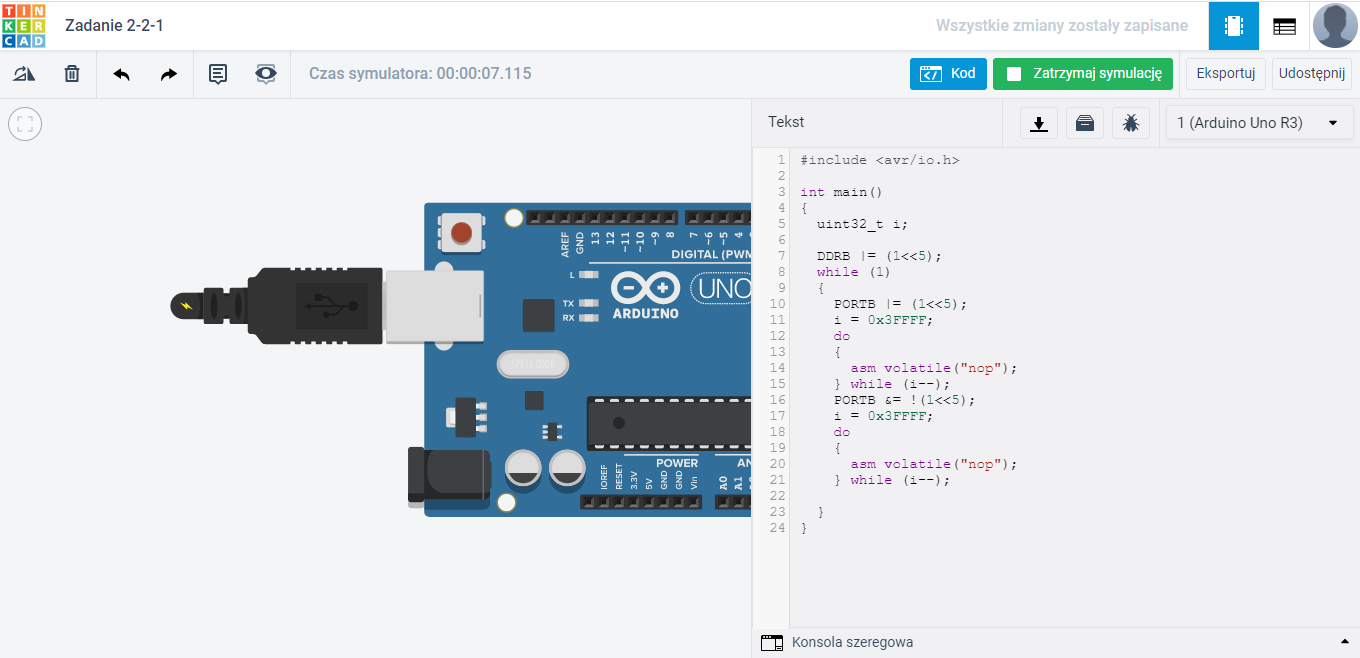 TINKERCAD
Zadanie 2-2-1
Wszystkie zmiany zostały zapisane
Czas symulatora: 00:00:07.115
Kod
Zatrzymaj symulację
Eksportuj
Udostępnij
Tekst
1 (Arduino Uno R3)
AREF
GND
13
12
~11
~10
~9
8
7
~6
~5
4
DIGITAL (PWM
L
TX
RX
ARDUINO
UNO
IOREF
RESET
3.3V
5V
GND
GND
Vin
POWER
AN
A0
A1
1 #include <avr/io.h>
2
3 int main()
4 {
5 uint32_t i;
6
7 DDRB |= (1<<5);
8 while (1)
9 {
10 PORTB |= (1<<5);
11 i = 0x3FFFF;
12 do
13 {
14 asm volatile("nop");
15 } while (i--);
16 PORTB &= !(1<<5);
17 i = 0x3FFFF;
18 do
19 {
20 asm volatile("nop");
21 } while (i--);
22
23 }
24 }
Konsola szeregowa